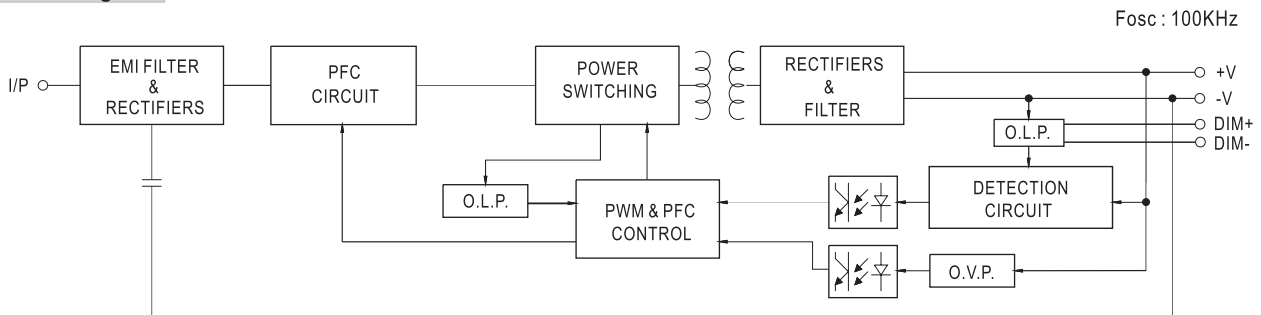 Fosc : 100KHz
I/P
EMI FILTER
&
RECTIFIERS
PFC
CIRCUIT
POWER
SWITCHING
RECTIFIERS
&
FILTER
+V
-V
DIM+
DIM-
O.L.P.
O.L.P.
PWM & PFC
CONTROL
DETECTION
CIRCUIT
O.V.P.